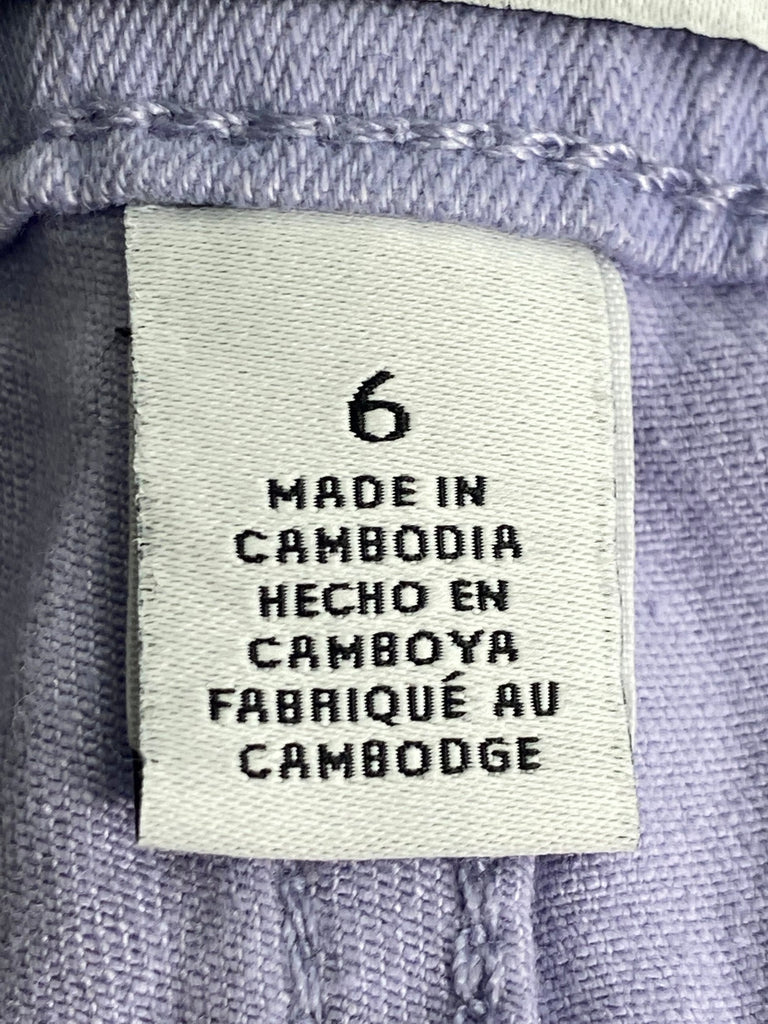 6
MADE IN
CAMBODIA
HECHO EN
CAMBOYA
FABRIQUÉ AU
CAMBODGE